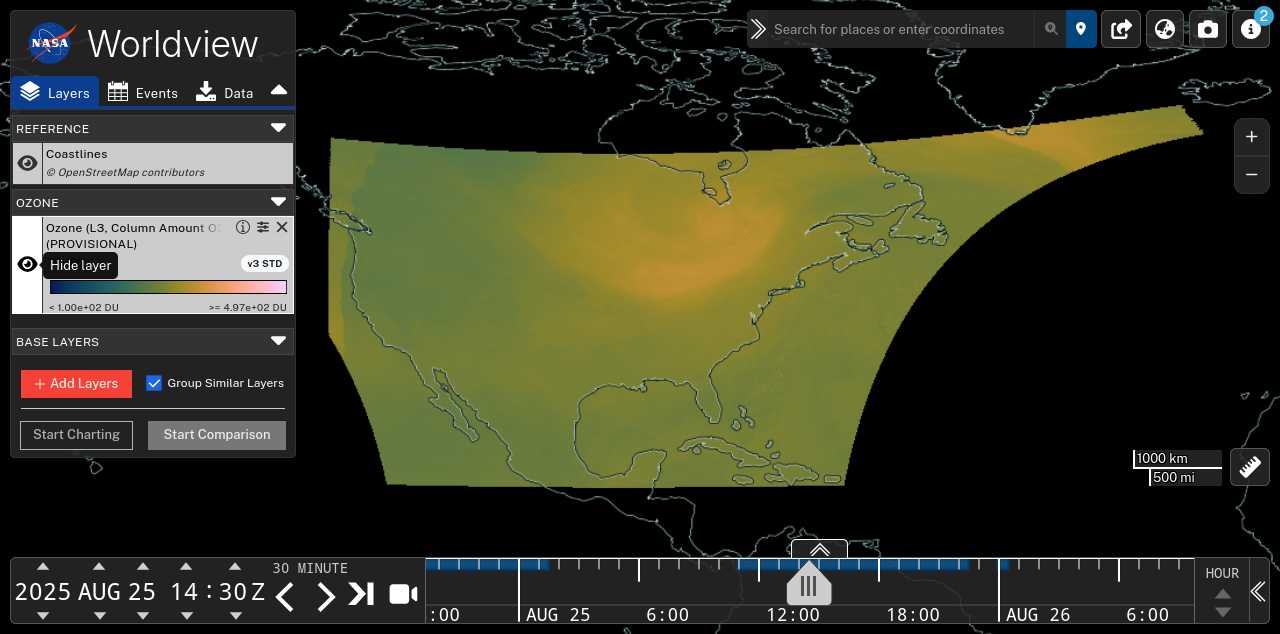 NASA Worldview
Search for places or enter coordinates
2
Layers Events Data
REFERENCE
Coastlines
© OpenStreetMap contributors
OZONE
Ozone (L3, Column Amount
(PROVISIONAL)
Hide layer
v3 STD
< 1.00e+02 DU >= 4.97e+02 DU
BASE LAYERS
+ Add Layers Group Similar Layers
Start Charting Start Comparison
+
−
1000 km
500 mi
30 MINUTE
2025 AUG 25 14 : 30 Z
:00 AUG 25 6:00 12:00 18:00 AUG 26 6:00
HOUR